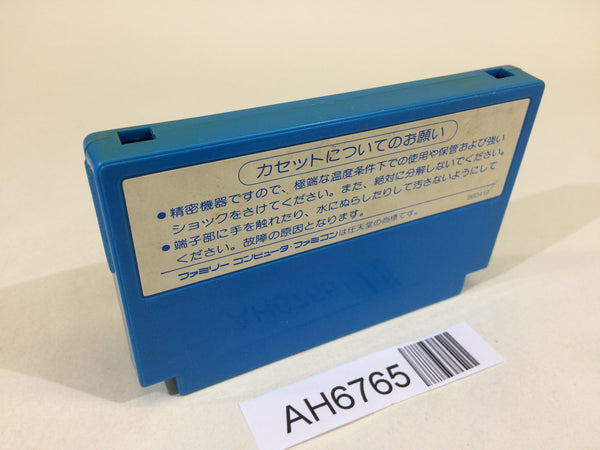 カセットについてのお願い
●精密機器ですので、極端な温度条件下での使用や保管および強い
ショックをさけてください。また、絶対に分解しないでください。
●端子部に手を触れたり、水にぬらしたりして汚さないようにして
ください。故障の原因となります。
ファミリーコンピュータ・ファミコンは任天堂の商標です。
AH6765